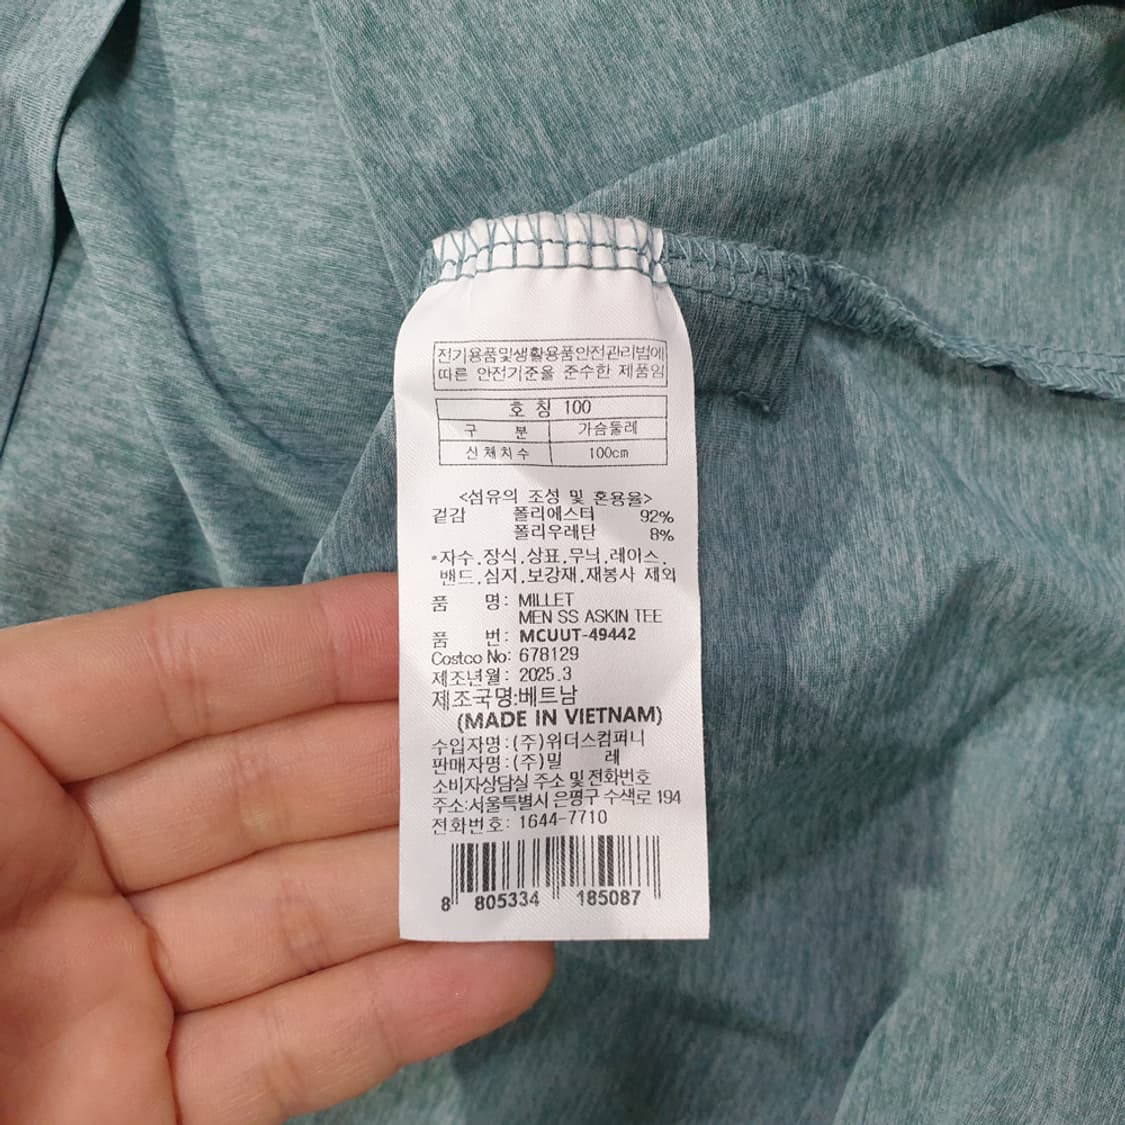 전기용품및생활용품안전관리법에
따른 안전기준을 준수한 제품임
호 칭 100
구 분 가슴둘레
신체치수 100cm
<섬유의 조성 및 혼용율>
겉감 폴리에스터 92%
폴리우레탄 8%
*자수.장식.상표.무늬.레이스.
밴드.심지.보강재.재봉사 제외
품 명: MILLET
MEN SS ASKIN TEE
품 번: MCUUT-49442
Costco No: 678129
제조년월: 2025.3
제조국명:베트남
(MADE IN VIETNAM)
수입자명:(주)위더스컴퍼니
판매자명:(주)밀 레
소비자상담실 주소 및 전화번호
주소:서울특별시 은평구 수색로 194
전화번호: 1644-7710
8 805334 185087